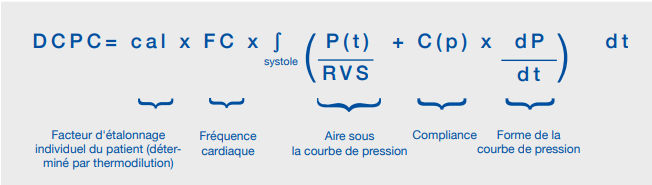 DCPC= cal x FC x ∫ ( P(t) + C(p) x dP ) dt
systole
RVS
dt
Facteur d'étalonnage
individuel du patient (déter-
miné par thermodilution)
Fréquence
cardiaque
Aire sous
la courbe de pression
Compliance
Forme de la
courbe de pression